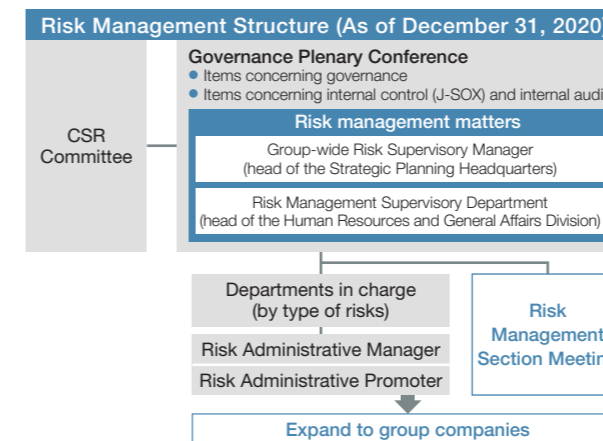 Risk Management Structure (As of December 31, 2020)
Governance Plenary Conference
● Items concerning governance
● Items concerning internal control (J-SOX) and internal audi
CSR
Committee
Risk management matters
Group-wide Risk Supervisory Manager
(head of the Strategic Planning Headquarters)
Risk Management Supervisory Department
(head of the Human Resources and General Affairs Division)
Departments in charge
(by type of risks)
Risk Administrative Manager
Risk Administrative Promoter
Risk
Management
Section Meetin
Expand to group companies